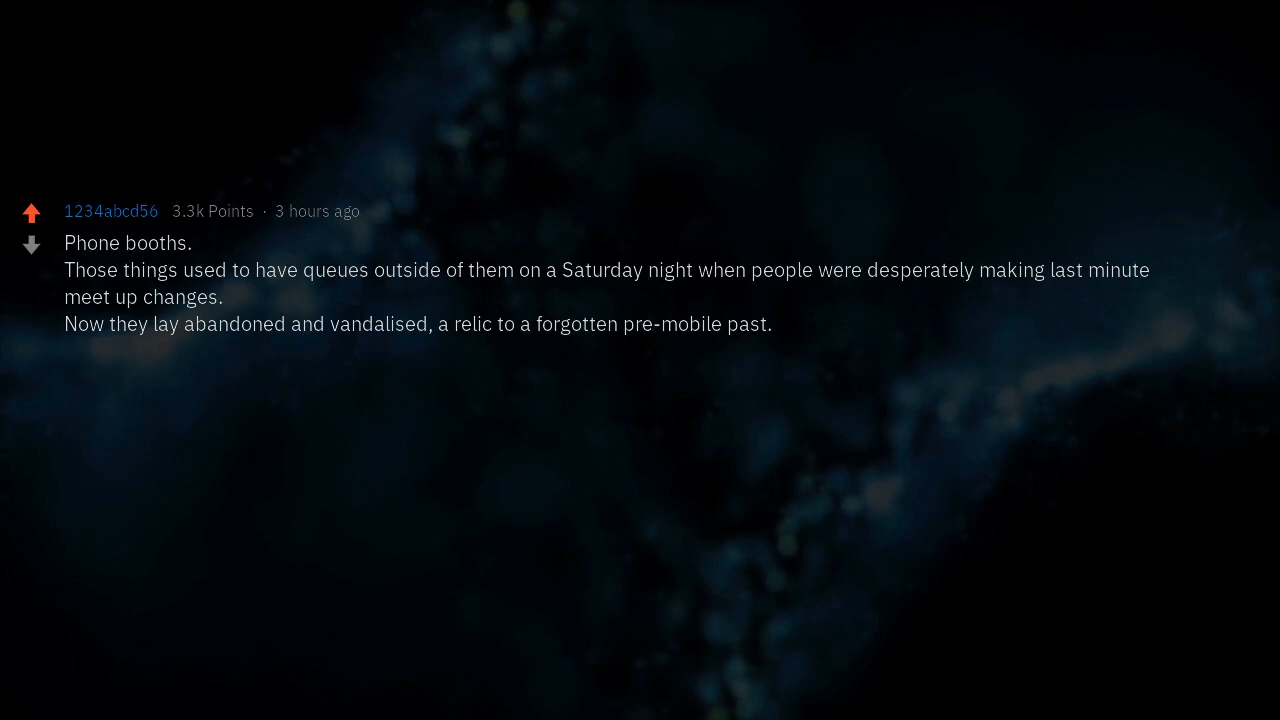 1234abcd56 3.3k Points · 3 hours ago
Phone booths.
Those things used to have queues outside of them on a Saturday night when people were desperately making last minute
meet up changes.
Now they lay abandoned and vandalised, a relic to a forgotten pre-mobile past.